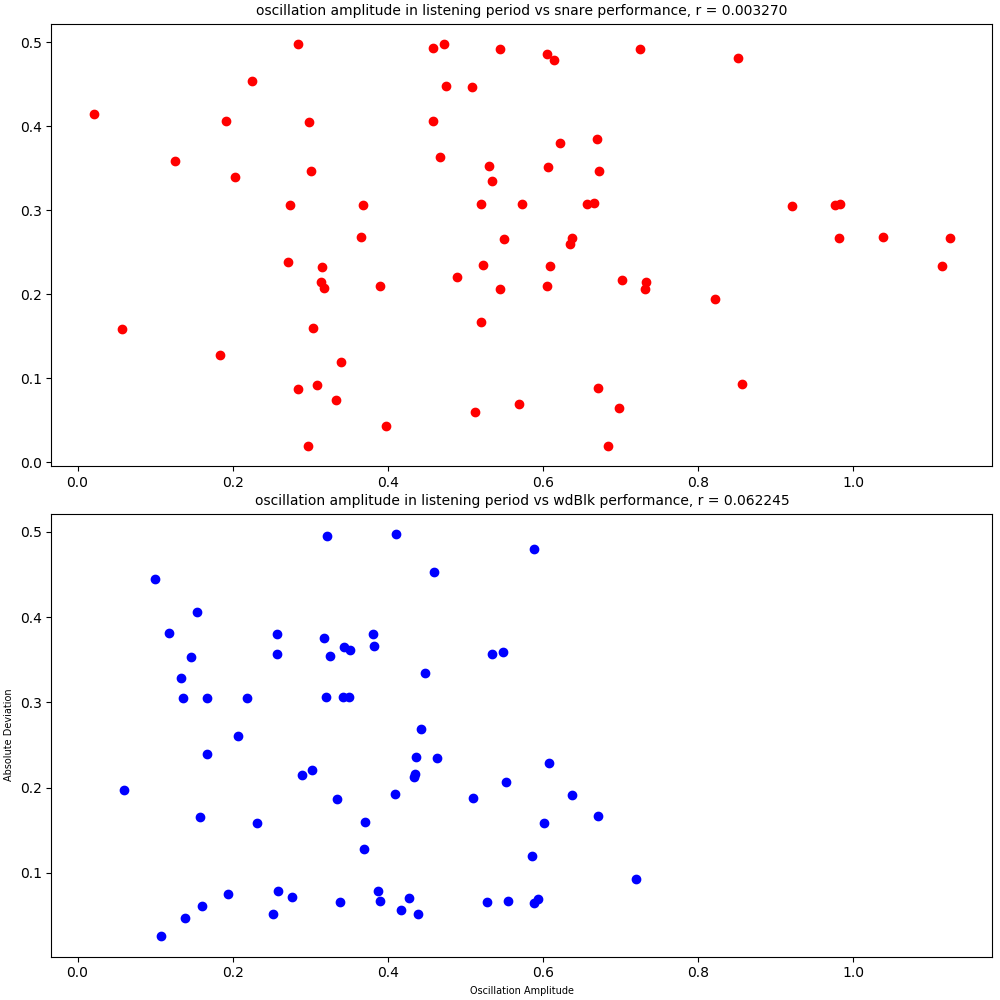 oscillation amplitude in listening period vs snare performance, r = 0.003270
0.5
0.4
0.3
0.2
0.1
0.0
0.0 0.2 0.4 0.6 0.8 1.0
oscillation amplitude in listening period vs wdBlk performance, r = 0.062245
0.5
0.4
0.3
0.2
0.1
Absolute Deviation
0.0 0.2 0.4 0.6 0.8 1.0
Oscillation Amplitude